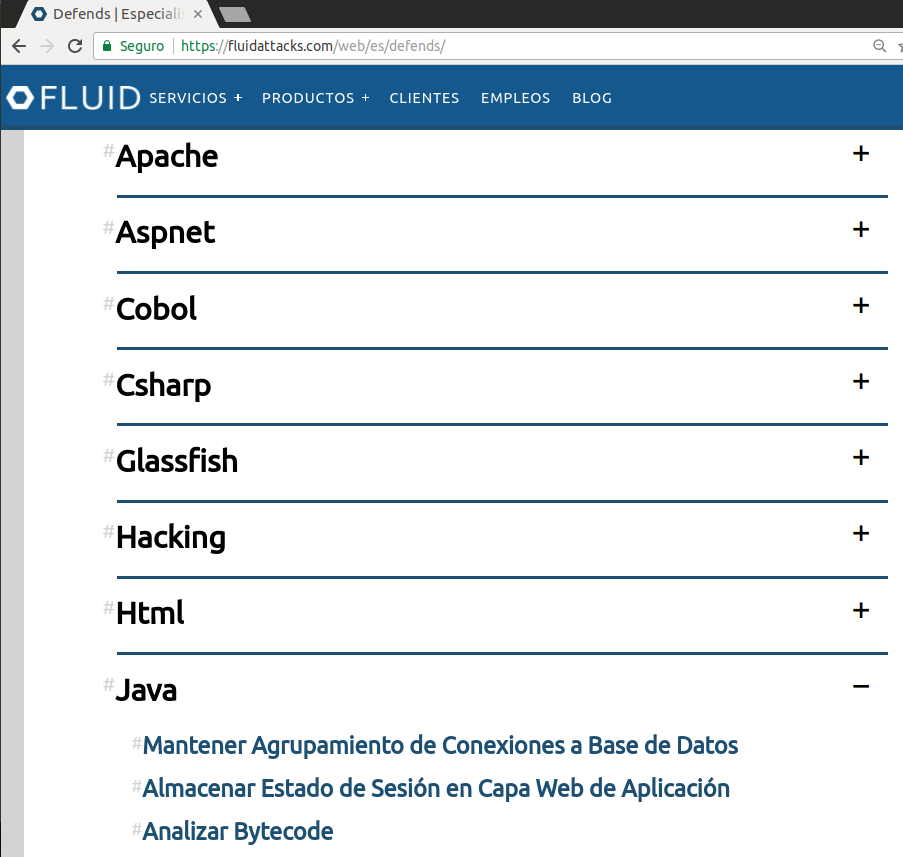 Defends | Especialis
Seguro https://fluidattacks.com/web/es/defends/
FLUID SERVICIOS + PRODUCTOS + CLIENTES EMPLEOS BLOG
#Apache +
#Aspnet +
#Cobol +
#Csharp +
#Glassfish +
#Hacking +
#Html +
#Java −
#Mantener Agrupamiento de Conexiones a Base de Datos
#Almacenar Estado de Sesión en Capa Web de Aplicación
#Analizar Bytecode